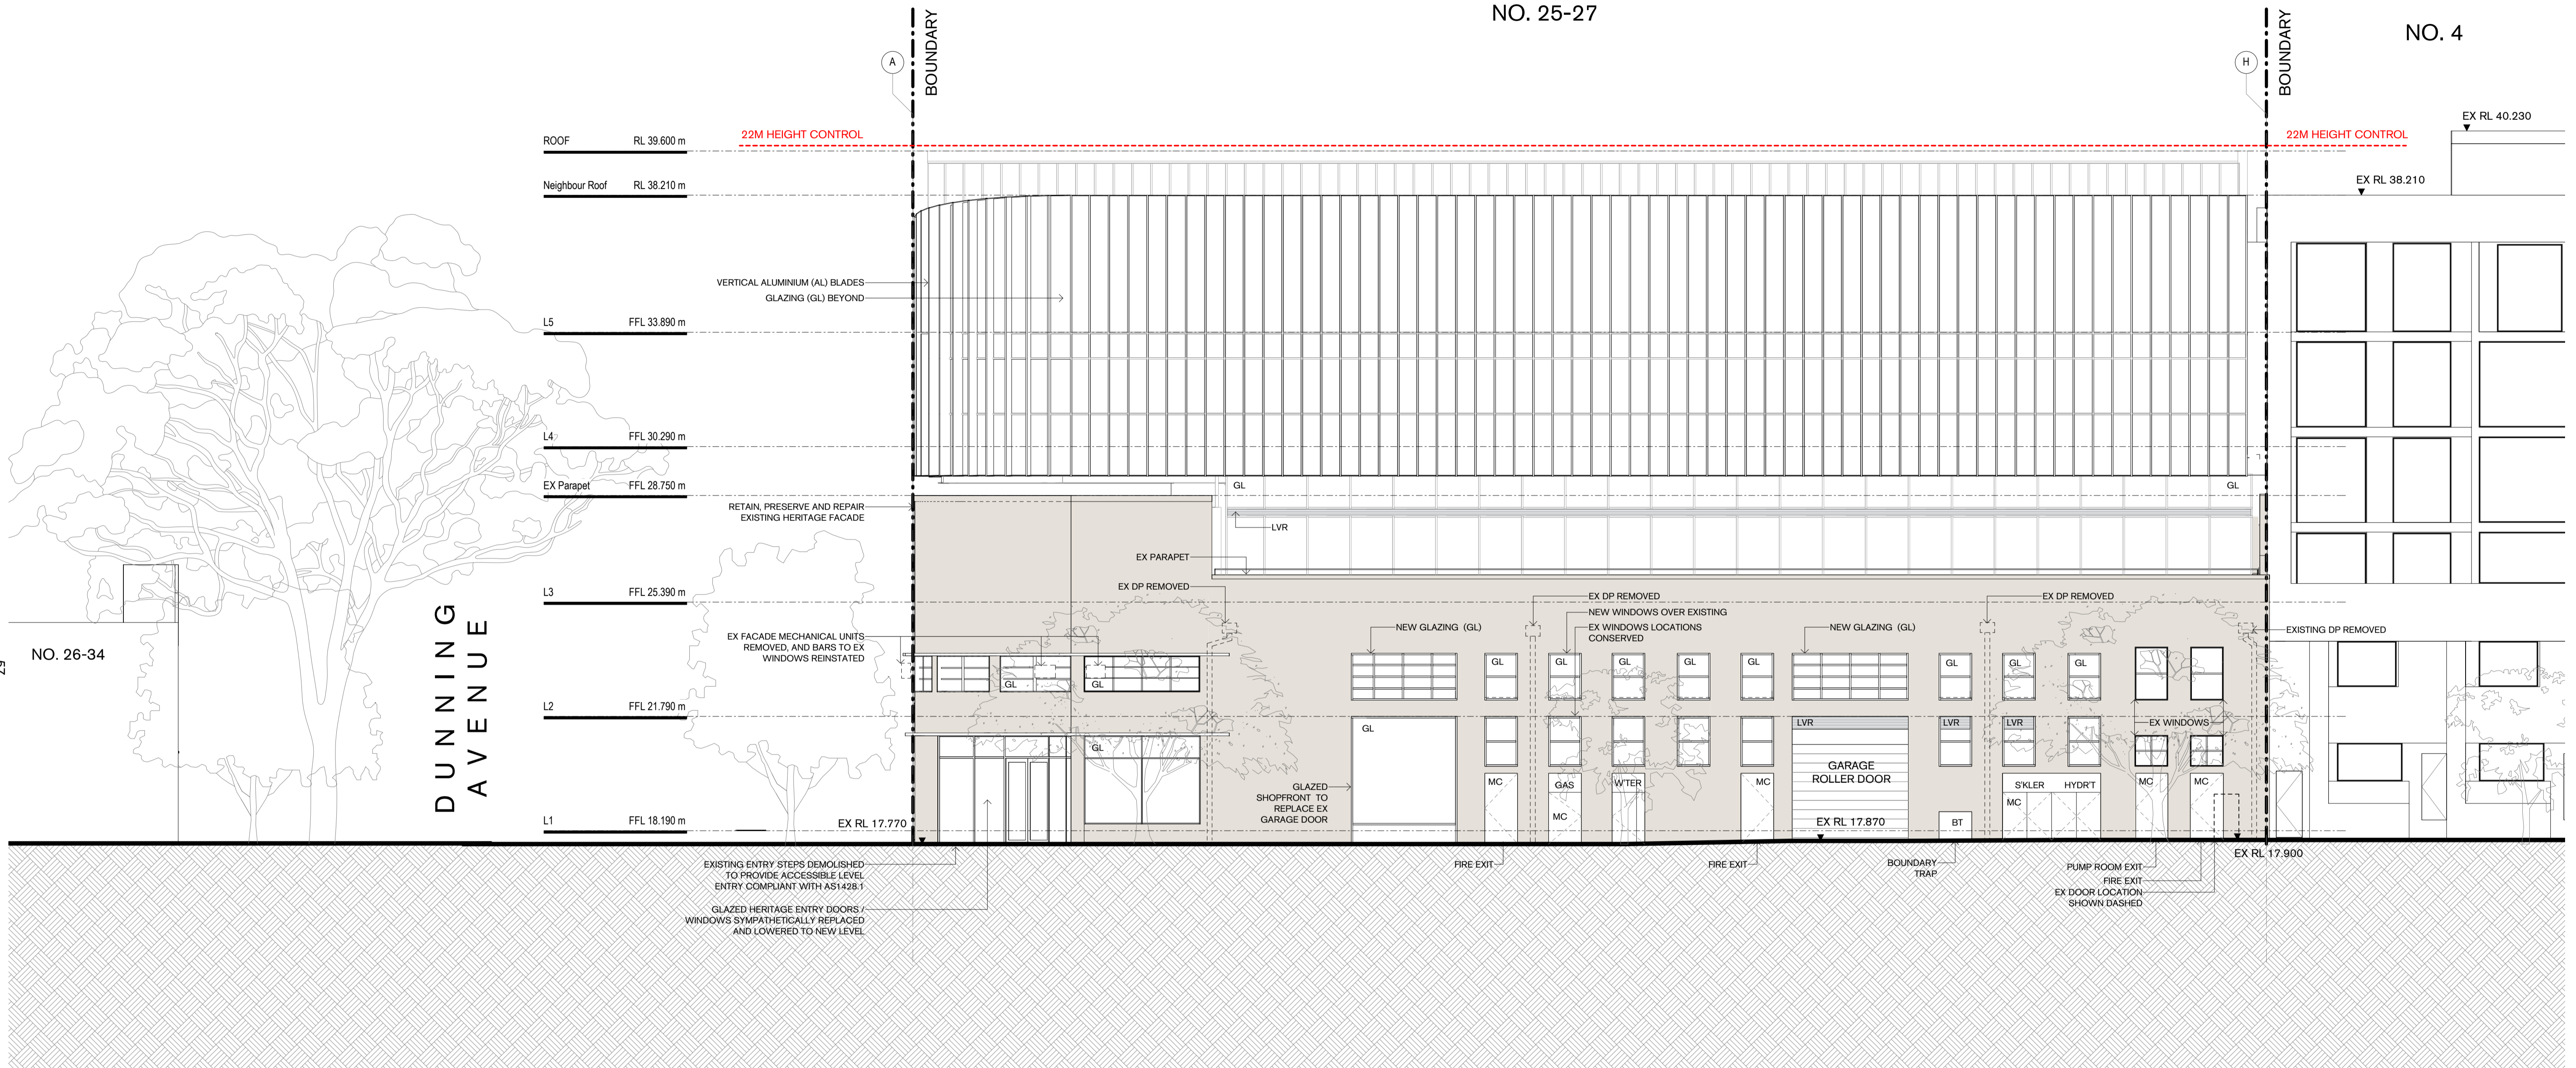 NO. 25-27
NO. 4
BOUNDARY
BOUNDARY
A
H
EX RL 40.230
22M HEIGHT CONTROL
22M HEIGHT CONTROL
ROOF RL 39.600 m
Neighbour Roof RL 38.210 m
EX RL 38.210
VERTICAL ALUMINIUM (AL) BLADES
GLAZING (GL) BEYOND
L5 FFL 33.890 m
L4 FFL 30.290 m
EX Parapet FFL 28.750 m
GL
GL
RETAIN, PRESERVE AND REPAIR
EXISTING HERITAGE FACADE
LVR
EX PARAPET
EX DP REMOVED
L3 FFL 25.390 m
EX DP REMOVED
EX DP REMOVED
NEW WINDOWS OVER EXISTING
EX WINDOWS LOCATIONS
CONSERVED
NEW GLAZING (GL)
NEW GLAZING (GL)
EXISTING DP REMOVED
EX FACADE MECHANICAL UNITS
REMOVED, AND BARS TO EX
WINDOWS REINSTATED
NO. 26-34
57
DUNNING
AVENUE
GL
GL
GL
GL
GL
GL
GL
GL
GL
GL
L2 FFL 21.790 m
LVR
LVR
LVR
EX WINDOWS
GL
GL
GARAGE
ROLLER DOOR
GLAZED
SHOPFRONT TO
REPLACE EX
GARAGE DOOR
MC
GAS
MC
W'TER
MC
S'KLER HYDR'T
MC
MC
MC
BT
L1 FFL 18.190 m
EX RL 17.770
EX RL 17.870
EX RL 17.900
EXISTING ENTRY STEPS DEMOLISHED
TO PROVIDE ACCESSIBLE LEVEL
ENTRY COMPLIANT WITH AS1428.1
GLAZED HERITAGE ENTRY DOORS /
WINDOWS SYMPATHETICALLY REPLACED
AND LOWERED TO NEW LEVEL
FIRE EXIT
FIRE EXIT
BOUNDARY
TRAP
PUMP ROOM EXIT
FIRE EXIT
EX DOOR LOCATION
SHOWN DASHED